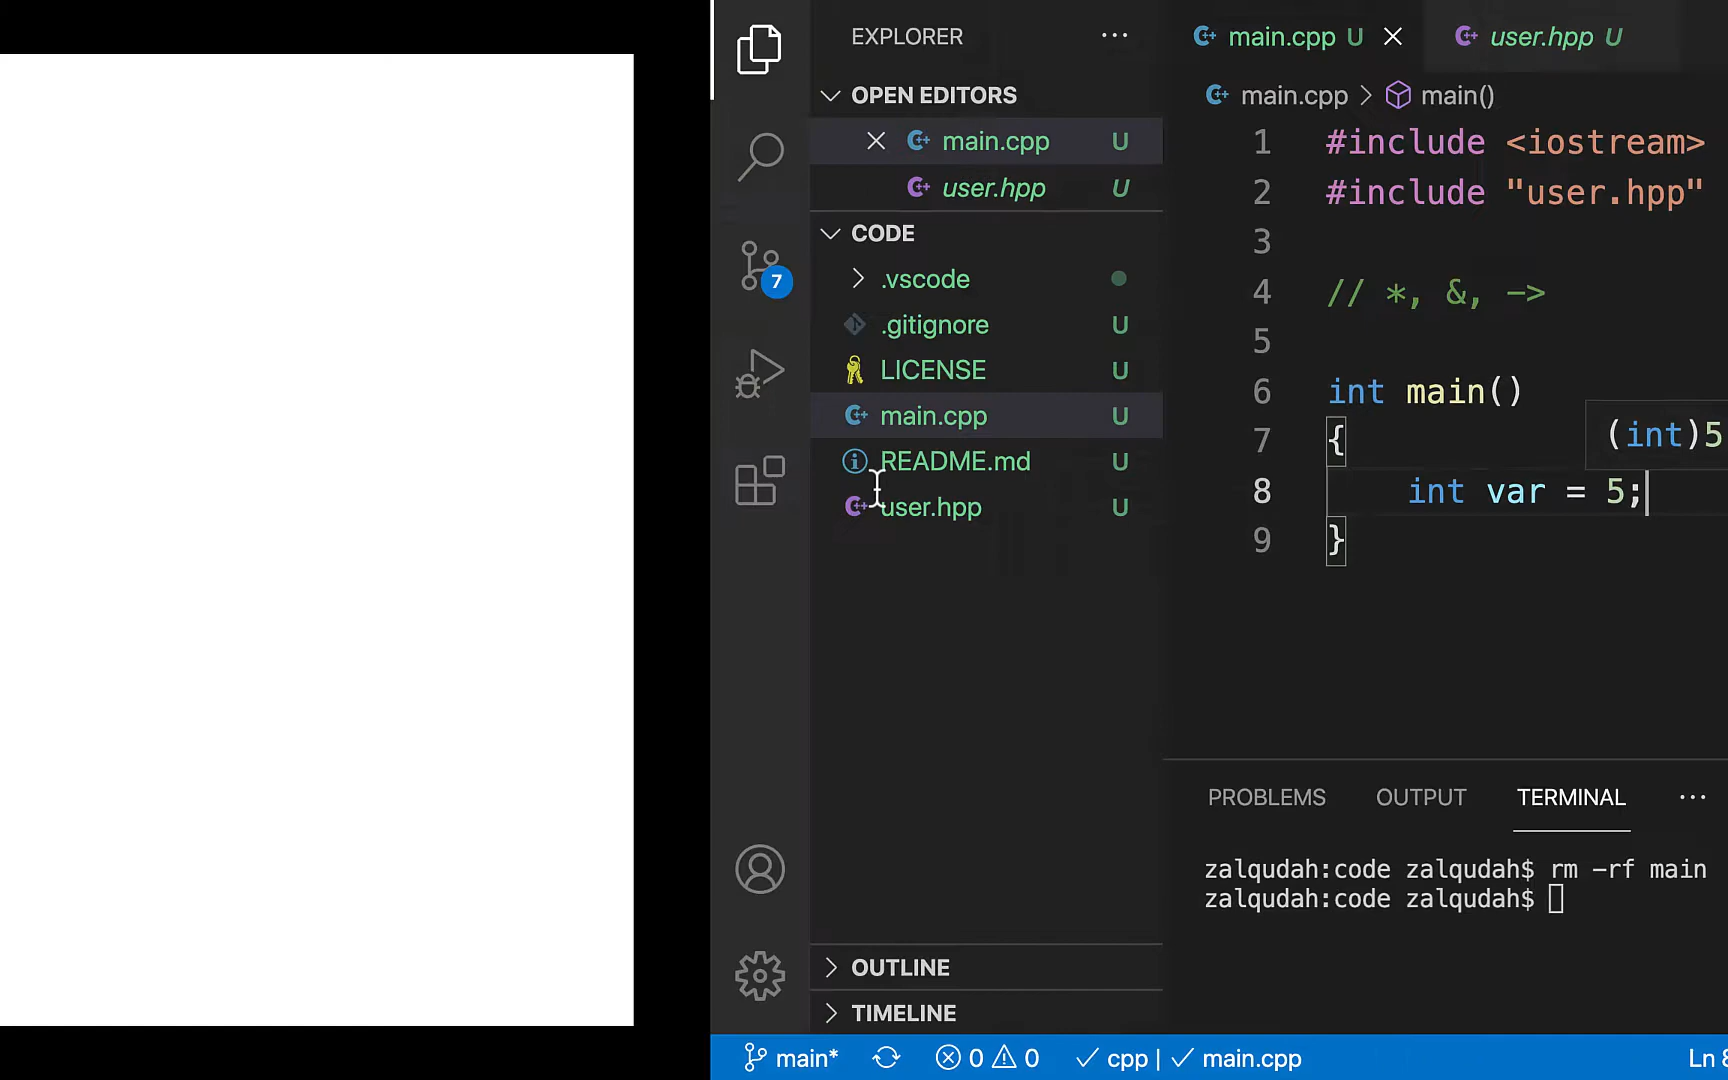 EXPLORER
OPEN EDITORS
main.cpp U
user.hpp U
CODE
.vscode
.gitignore U
LICENSE U
main.cpp U
README.md U
user.hpp U
OUTLINE
TIMELINE
7
main.cpp U
user.hpp U
main.cpp > main()
1 #include <iostream>
2 #include "user.hpp"
3
4 // *, &, ->
5
6 int main()
7 {
(int)5
8 int var = 5;
9 }
PROBLEMS OUTPUT TERMINAL
zalqudah:code zalqudah$ rm -rf main
zalqudah:code zalqudah$
main* 0 0 cpp | main.cpp Ln 8